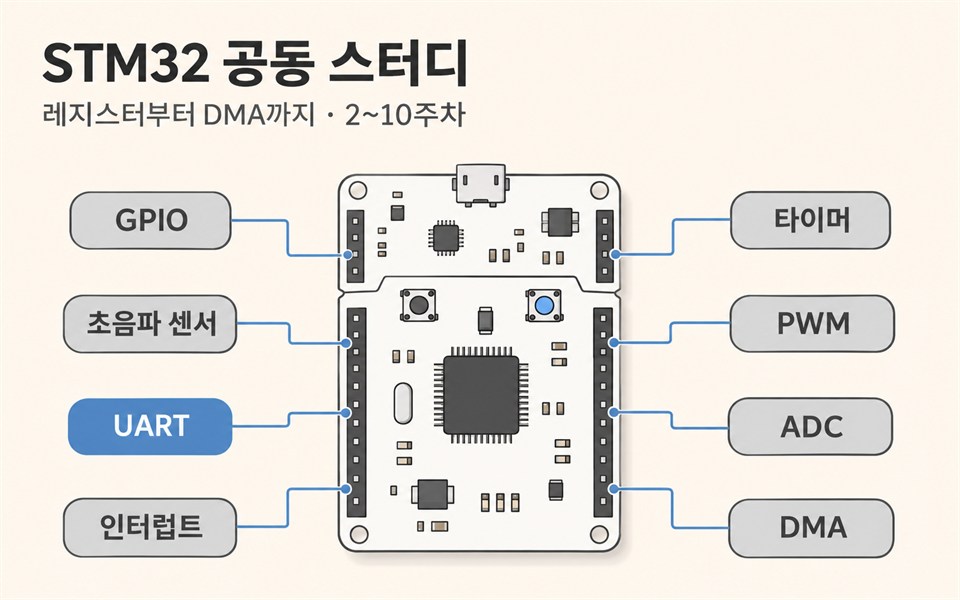 STM32 공동 스터디
레지스터부터 DMA까지 · 2~10주차
GPIO
초음파 센서
UART
인터럽트
타이머
PWM
ADC
DMA